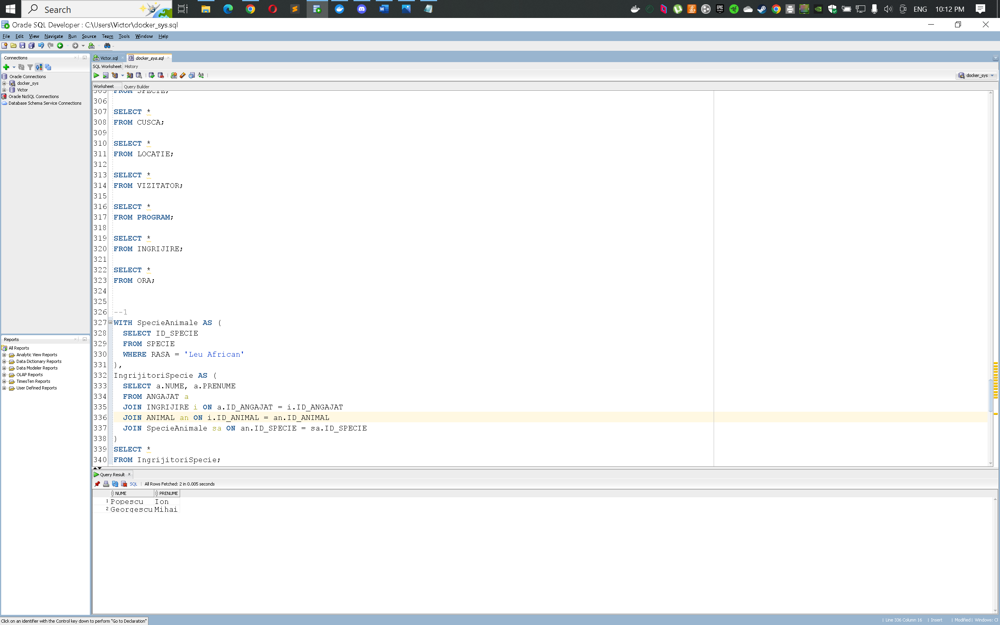 Search
ENG
10:12 PM
Oracle SQL Developer : C:\Users\Victor\docker_sys.sql
File Edit View Navigate Run Source Team Tools Window Help
Connections
Oracle Connections
docker_sys
Victor
Oracle NoSQL Connections
Database Schema Service Connections
Reports
All Reports
Analytic View Reports
Data Dictionary Reports
Data Modeler Reports
OLAP Reports
TimesTen Reports
User Defined Reports
Victor.sql
docker_sys.sql
SQL Worksheet History
docker_sys
Worksheet Query Builder
305 FROM SPECIE;
306
307 SELECT *
308 FROM CUSCA;
309
310 SELECT *
311 FROM LOCATIE;
312
313 SELECT *
314 FROM VIZITATOR;
315
316 SELECT *
317 FROM PROGRAM;
318
319 SELECT *
320 FROM INGRIJIRE;
321
322 SELECT *
323 FROM ORA;
324
325
326 --1
327 WITH SpecieAnimale AS (
328 SELECT ID_SPECIE
329 FROM SPECIE
330 WHERE RASA = 'Leu African'
331 ),
332 IngrijitoriSpecie AS (
333 SELECT a.NUME, a.PRENUME
334 FROM ANGAJAT a
335 JOIN INGRIJIRE i ON a.ID_ANGAJAT = i.ID_ANGAJAT
336 JOIN ANIMAL an ON i.ID_ANIMAL = an.ID_ANIMAL
337 JOIN SpecieAnimale sa ON an.ID_SPECIE = sa.ID_SPECIE
338 )
339 SELECT *
340 FROM IngrijitoriSpecie;
Query Result
SQL | All Rows Fetched: 2 in 0.005 seconds
NUME PRENUME
1 Popescu Ion
2 Georgescu Mihai
Click on an identifier with the Control key down to perform "Go to Declaration"
| Line 336 Column 16 | Insert | Modified | Windows: CF